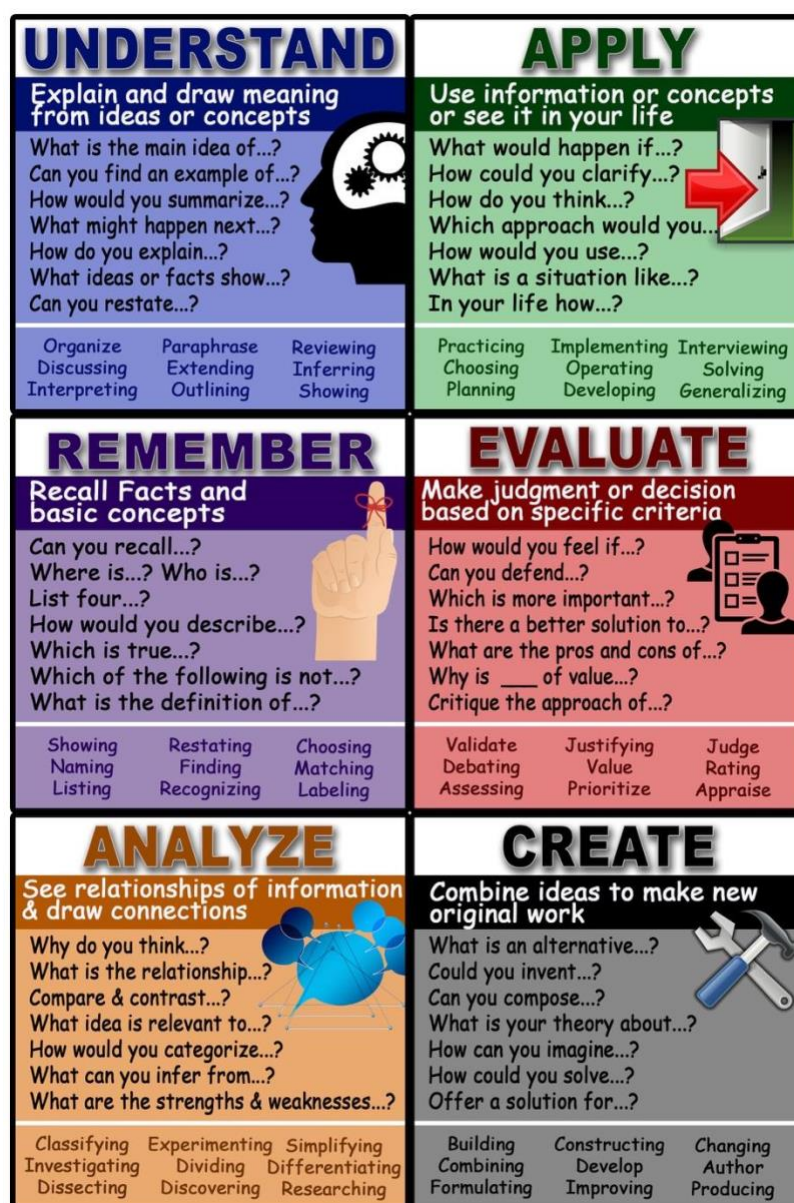 UNDERSTAND
Explain and draw meaning
from ideas or concepts
What is the main idea of...?
Can you find an example of...?
How would you summarize...?
What might happen next...?
How do you explain...?
What ideas or facts show...?
Can you restate...?
Organize Paraphrase Reviewing
Discussing Extending Inferring
Interpreting Outlining Showing
APPLY
Use information or concepts
or see it in your life
What would happen if...?
How could you clarify...?
How do you think...?
Which approach would you...
How would you use...?
What is a situation like...?
In your life how...?
Practicing Implementing Interviewing
Choosing Operating Solving
Planning Developing Generalizing
REMEMBER
Recall Facts and
basic concepts
Can you recall...?
Where is...? Who is...?
List four...?
How would you describe...?
Which is true...?
Which of the following is not...?
What is the definition of...?
Showing Restating Choosing
Naming Finding Matching
Listing Recognizing Labeling
EVALUATE
Make judgment or decision
based on specific criteria
How would you feel if...?
Can you defend...?
Which is more important...?
Is there a better solution to...?
What are the pros and cons of...?
Why is ___ of value...?
Critique the approach of...?
Validate Justifying Judge
Debating Value Rating
Assessing Prioritize Appraise
ANALYZE
See relationships of information
& draw connections
Why do you think...?
What is the relationship...?
Compare & contrast...?
What idea is relevant to...?
How would you categorize...?
What can you infer from...?
What are the strengths & weaknesses...?
Classifying Experimenting Simplifying
Investigating Dividing Differentiating
Dissecting Discovering Researching
CREATE
Combine ideas to make new
original work
What is an alternative...?
Could you invent...?
Can you compose...?
What is your theory about...?
How can you imagine...?
How could you solve...?
Offer a solution for...?
Building Constructing Changing
Combining Develop Author
Formulating Improving Producing